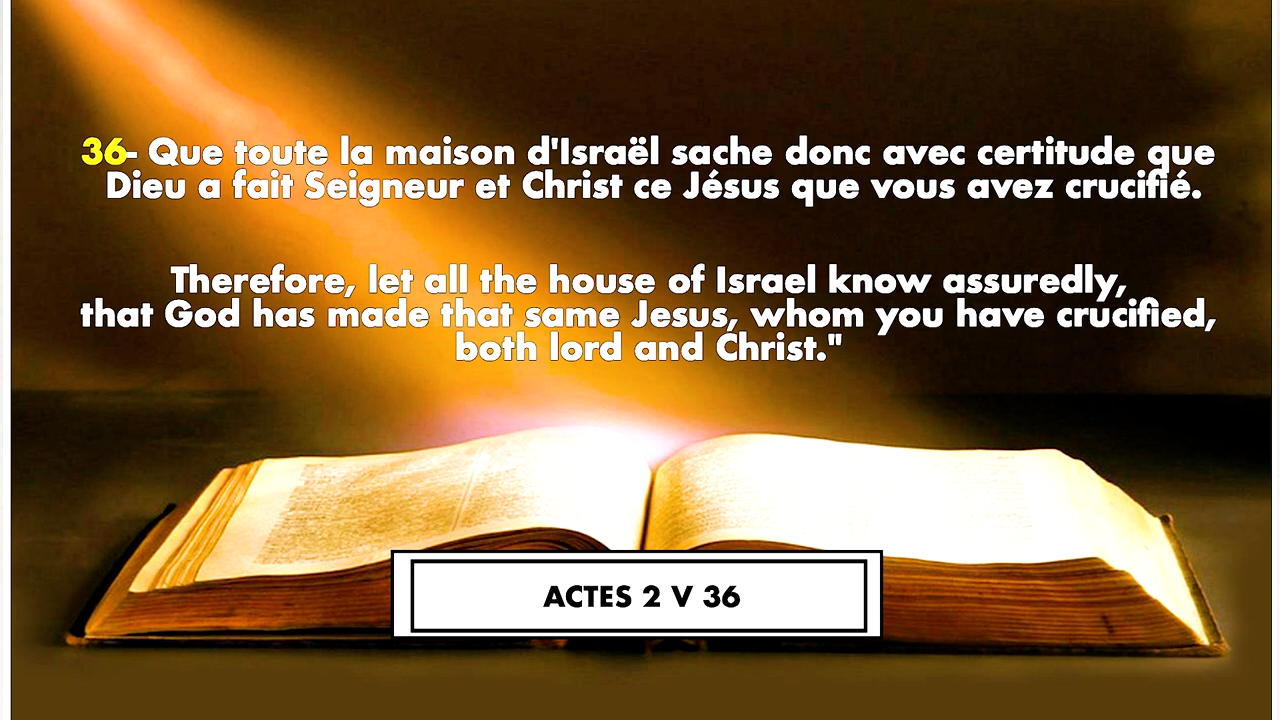 36- Que toute la maison d'Israël sache donc avec certitude que
Dieu a fait Seigneur et Christ ce Jésus que vous avez crucifié.
Therefore, let all the house of Israel know assuredly,
that God has made that same Jesus, whom you have crucified,
both lord and Christ."
ACTES 2 V 36